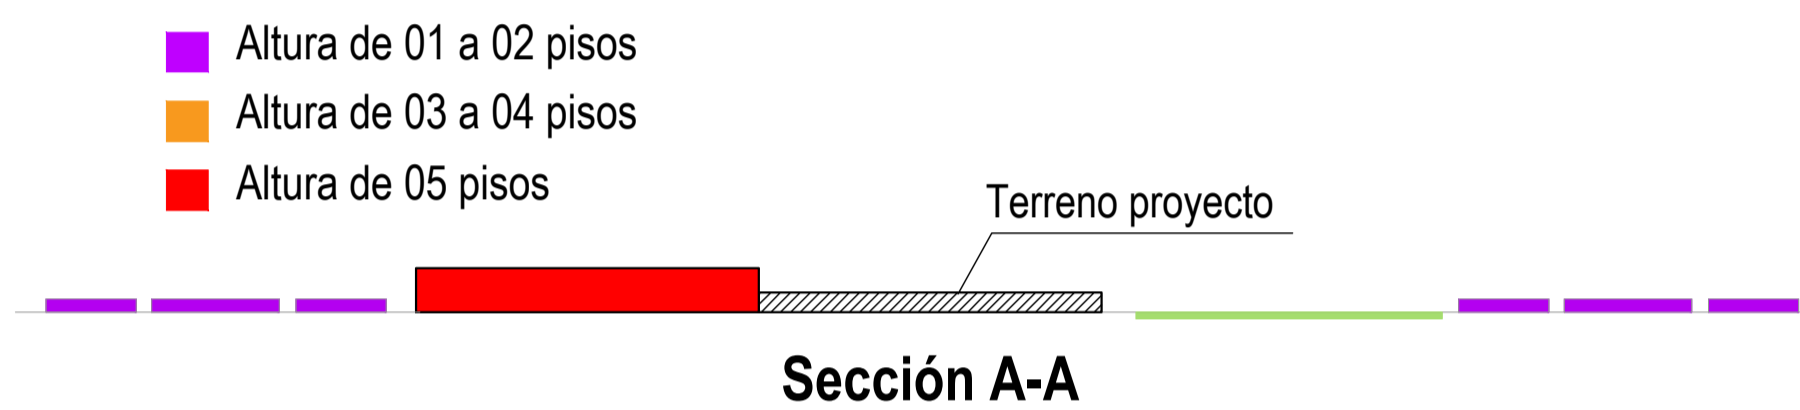 Altura de 01 a 02 pisos
Altura de 03 a 04 pisos
Altura de 05 pisos
Terreno proyecto
Sección A-A